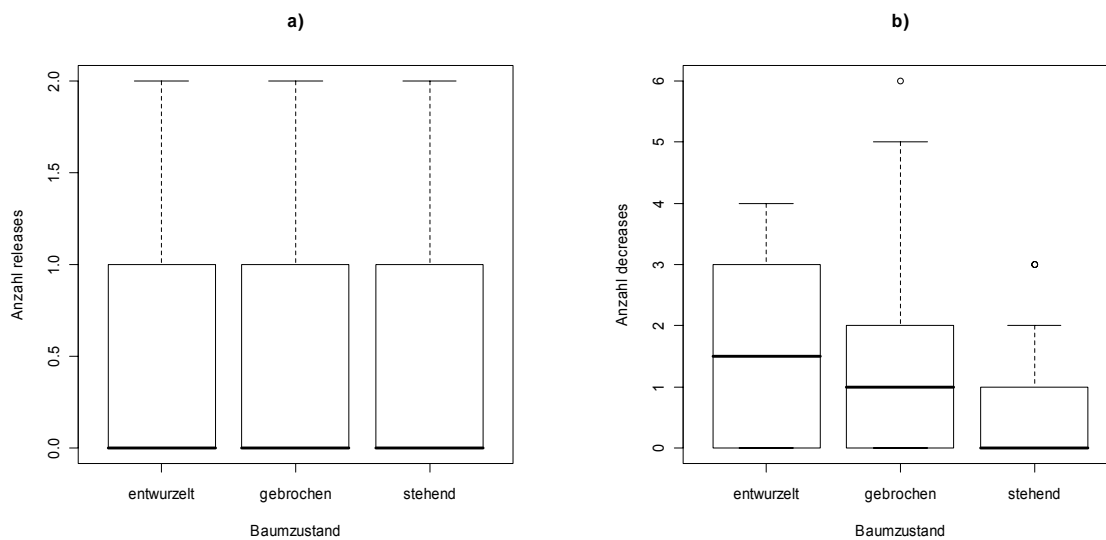 a)
Anzahl releases
2.0
1.5
1.0
0.5
0.0
entwurzelt gebrochen stehend
Baumzustand
b)
Anzahl decreases
6
5
4
3
2
1
0
entwurzelt gebrochen stehend
Baumzustand